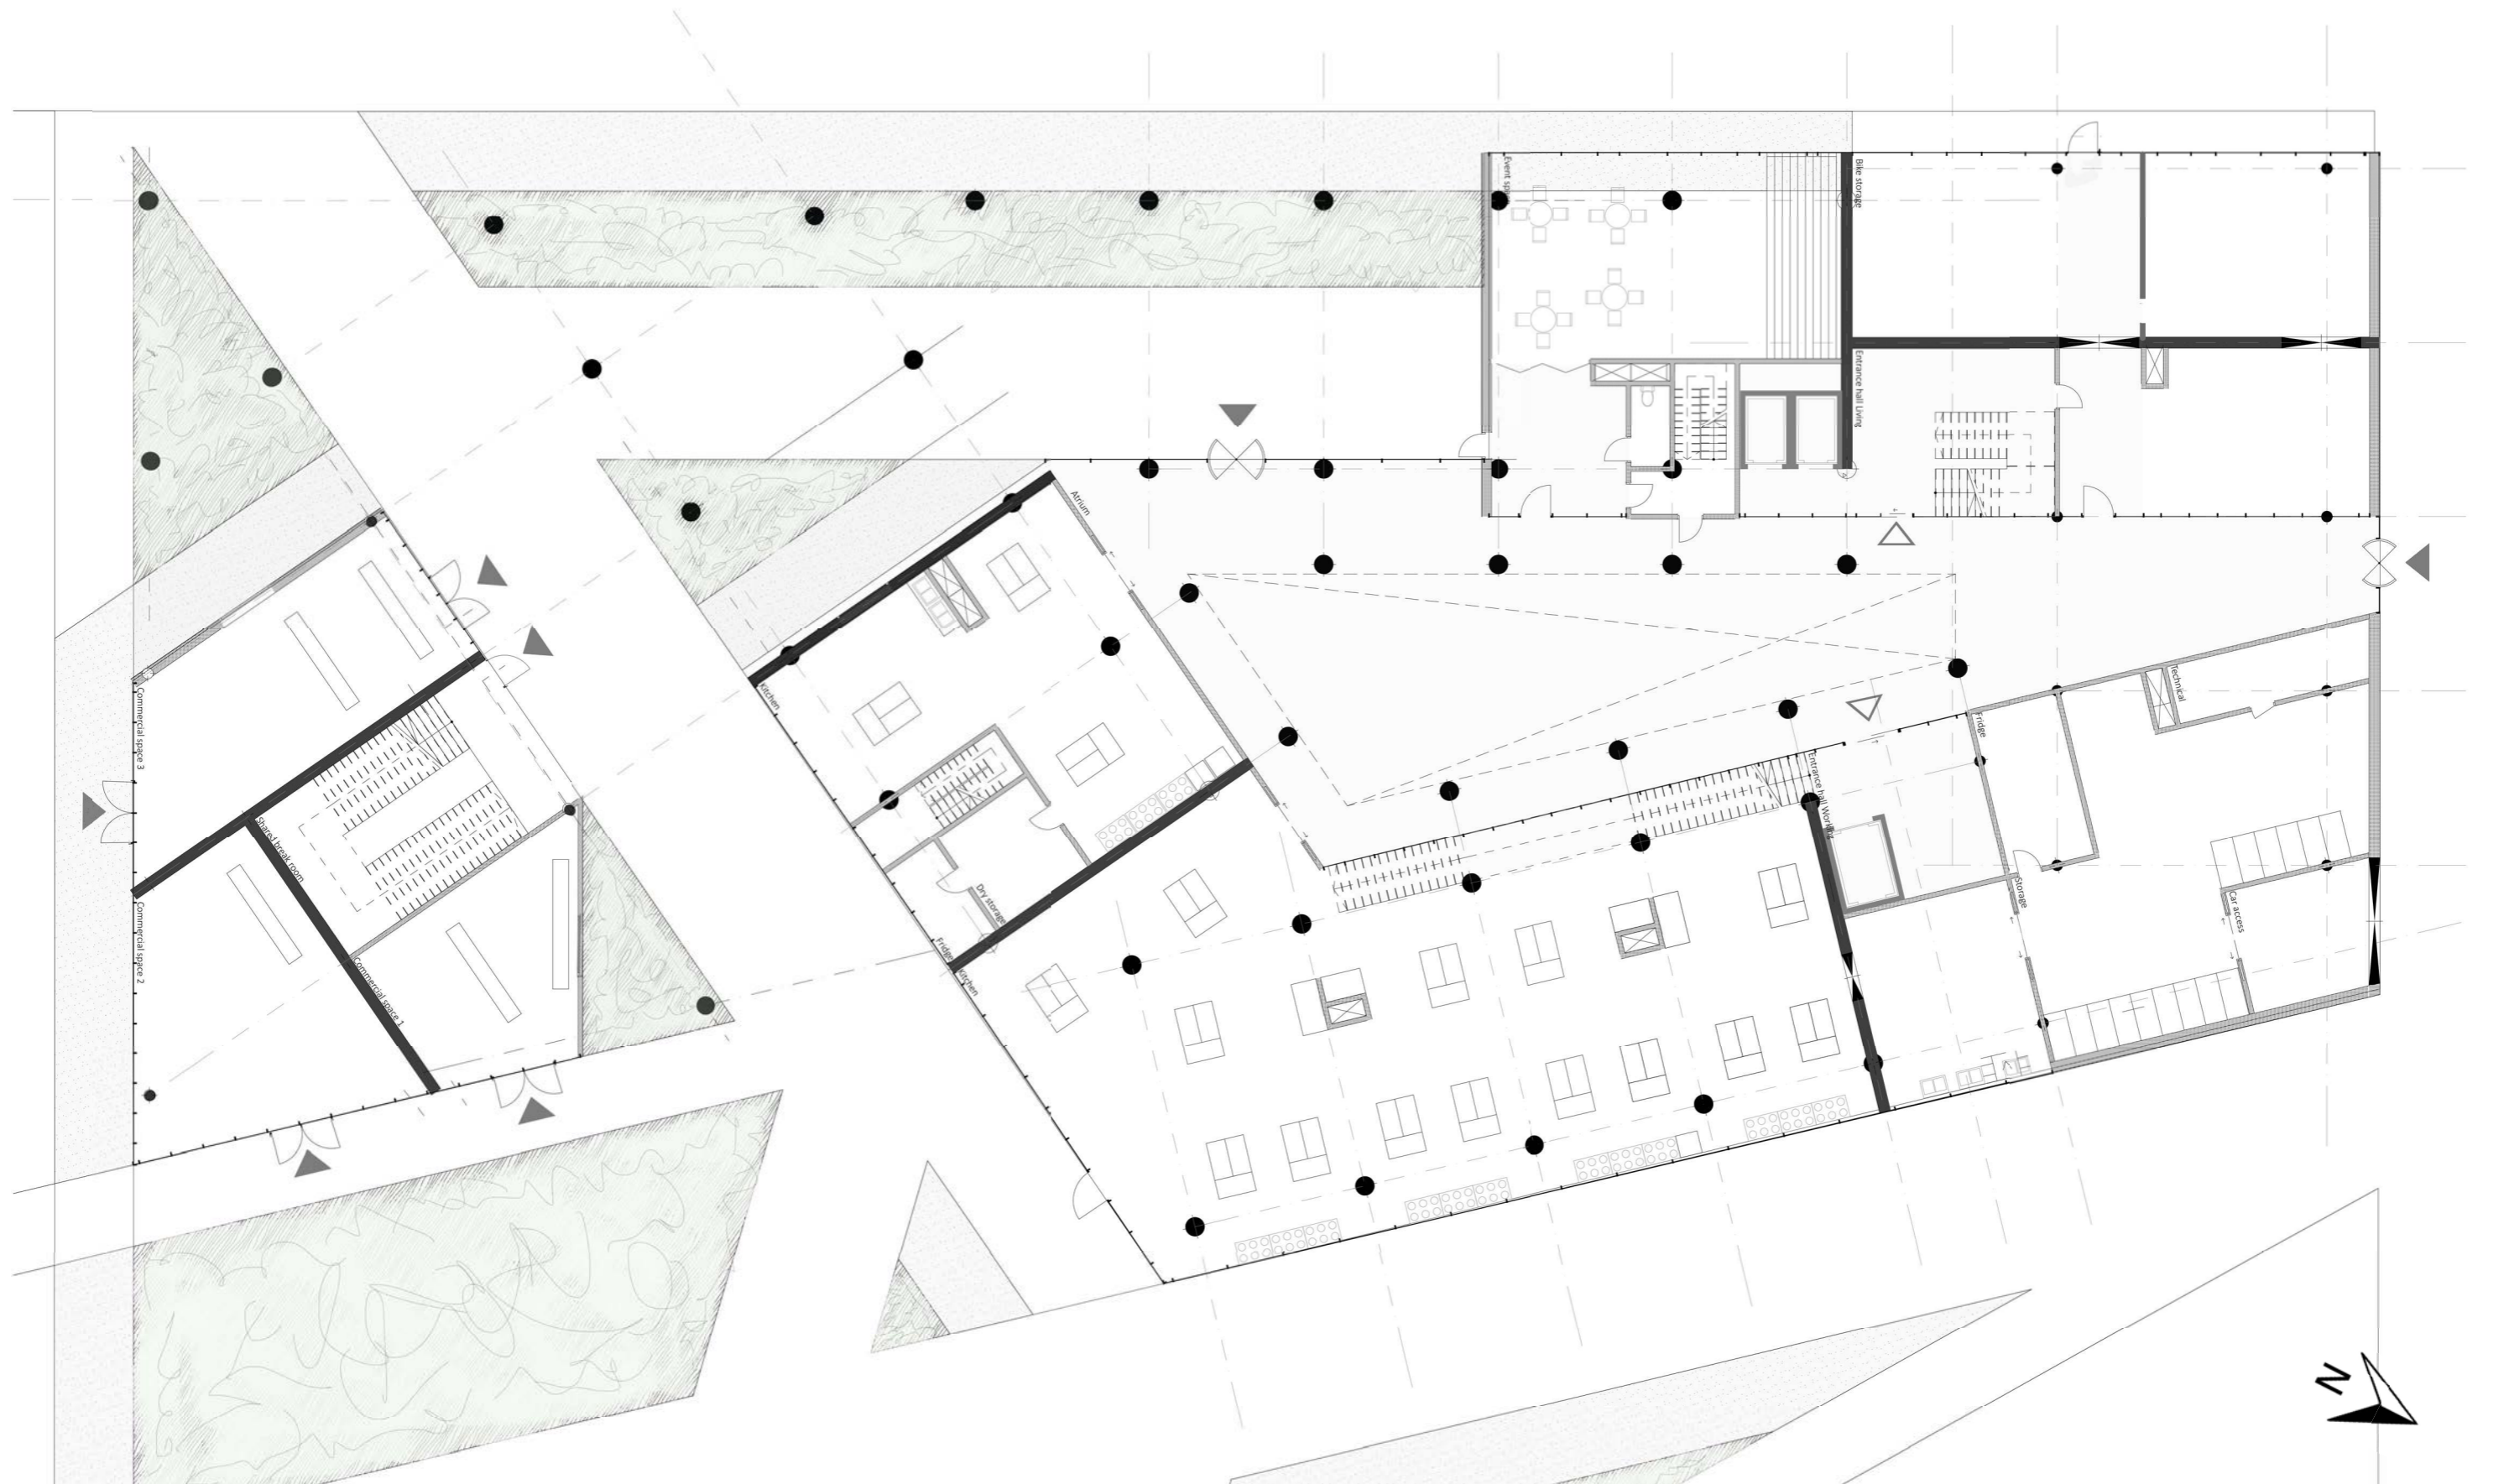 Event sp
Bike storage
Entrance hall Living
Atrium
Kitchen
Commercial space 3
Technical
Fridge
Entrance hall Working
Shared break room
Storage
Dry storage
Car access
Commercial space 2
Fridge
Kitchen
Commercial space 1
N